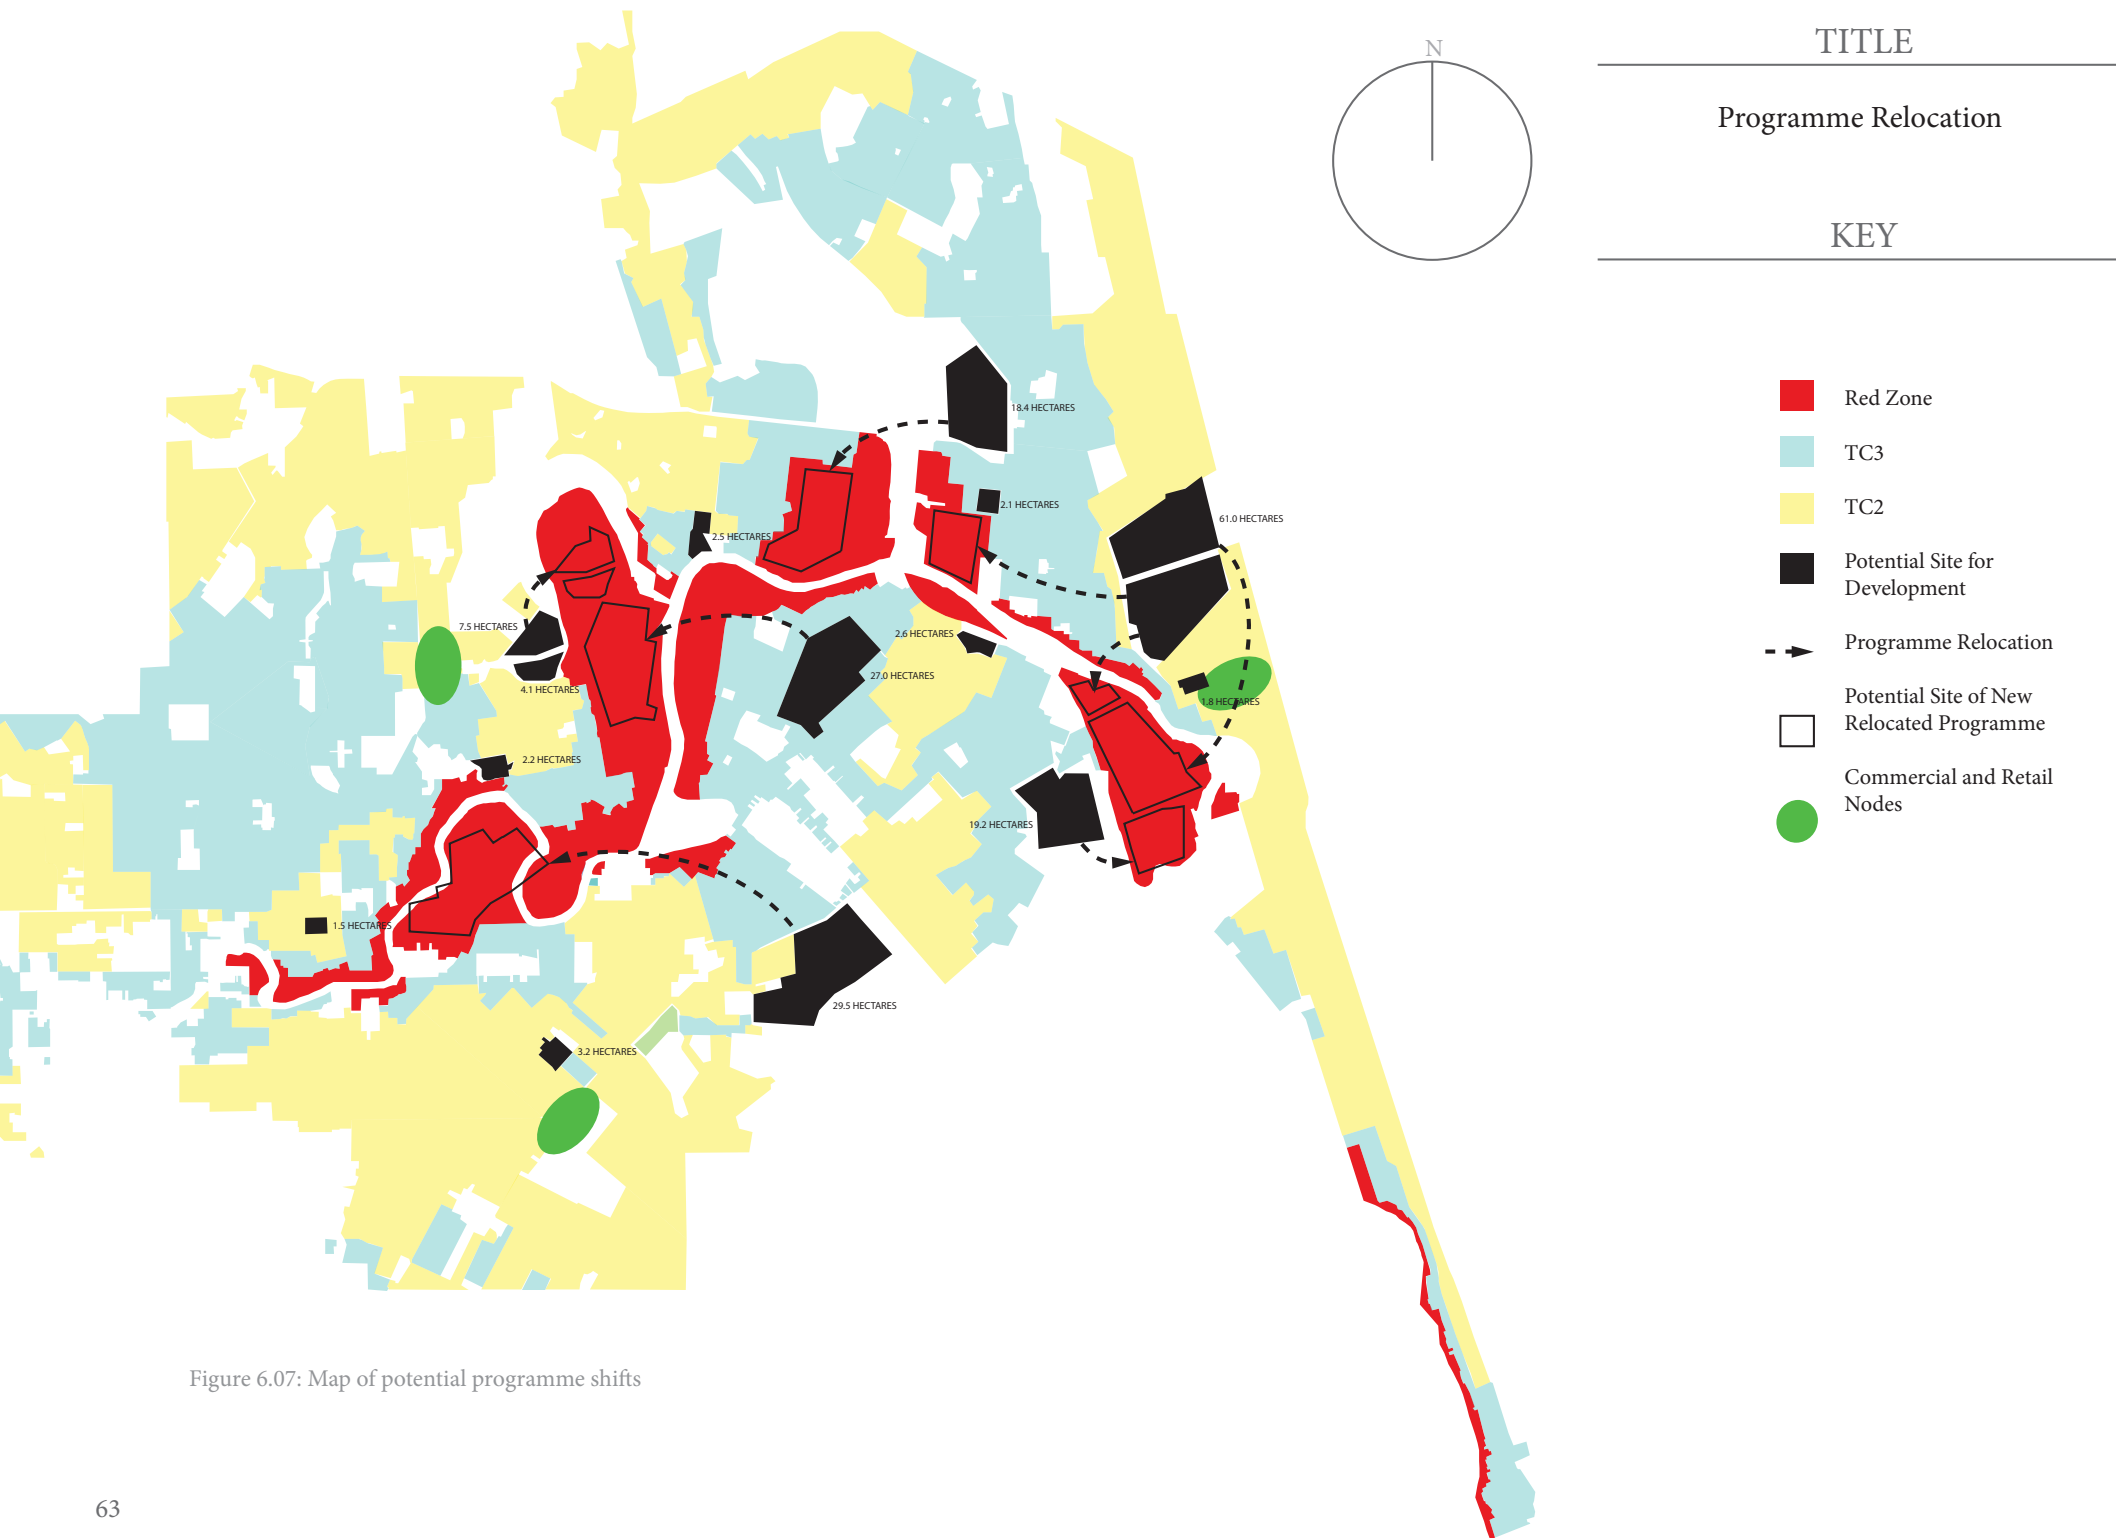 N
TITLE
Programme Relocation
KEY
Red Zone
TC3
TC2
Potential Site for
Development
Programme Relocation
Potential Site of New
Relocated Programme
Commercial and Retail
Nodes
18.4 HECTARES
2.1 HECTARES
61.0 HECTARES
2.5 HECTARES
7.5 HECTARES
2.6 HECTARES
4.1 HECTARES
27.0 HECTARES
1.8 HECTARES
2.2 HECTARES
19.2 HECTARES
1.5 HECTARES
29.5 HECTARES
3.2 HECTARES
Figure 6.07: Map of potential programme shifts
63